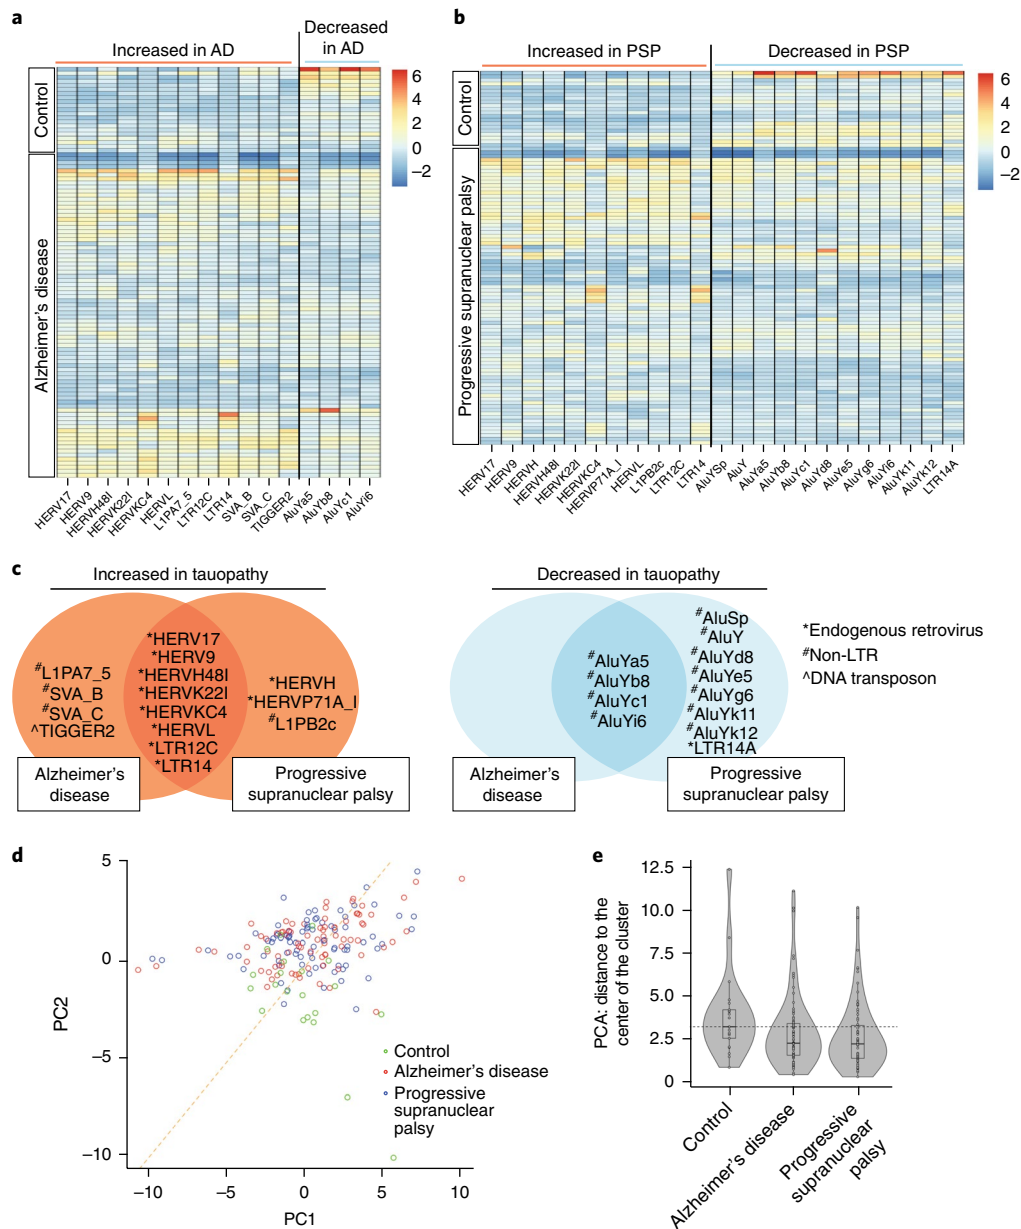 a
Increased in AD
Decreased
in AD
Control
Alzheimer's disease
6
4
2
0
−2
HERV17
HERV9
HERVH48I
HERVK22I
HERVKC4
HERVL
L1PA7_5
LTR12C
LTR14
SVA_B
SVA_C
TIGGER2
AluYa5
AluYb8
AluYc1
AluYi6
b
Increased in PSP
Decreased in PSP
Control
Progressive supranuclear palsy
6
4
2
0
−2
HERV17
HERV9
HERVH
HERVH48I
HERVK22I
HERVKC4
HERVP71A_I
HERVL
L1PB2c
LTR12C
LTR14
AluYSp
AluY
AluYa5
AluYb8
AluYc1
AluYd8
AluYe5
AluYg6
AluYi6
AluYk11
AluYk12
LTR14A
c
Increased in tauopathy
#L1PA7_5
#SVA_B
#SVA_C
^TIGGER2
*HERV17
*HERV9
*HERVH48I
*HERVK22I
*HERVKC4
*HERVL
*LTR12C
*LTR14
*HERVH
*HERVP71A_I
#L1PB2c
Alzheimer's
disease
Progressive
supranuclear palsy
Decreased in tauopathy
#AluYa5
#AluYb8
#AluYc1
#AluYi6
#AluSp
#AluY
#AluYd8
#AluYe5
#AluYg6
#AluYk11
#AluYk12
*LTR14A
Alzheimer's
disease
Progressive
supranuclear palsy
*Endogenous retrovirus
#Non-LTR
^DNA transposon
d
PC2
5
0
−5
−10
−10
−5
0
5
10
PC1
Control
Alzheimer's disease
Progressive
supranuclear
palsy
e
PCA: distance to the
center of the cluster
12.5
10.0
7.5
5.0
2.5
0
Control
Alzheimer's disease
Progressive
supranuclear
palsy